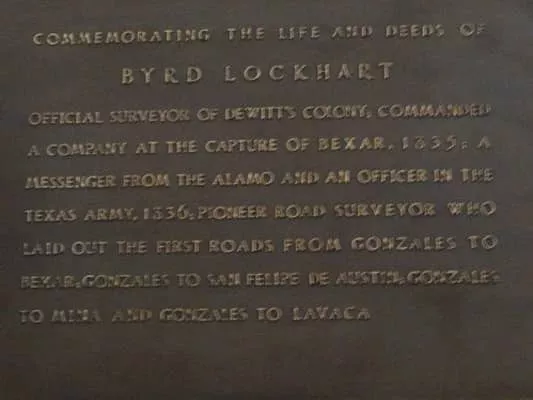 COMMEMORATING THE LIFE AND DEEDS OF
BYRD LOCKHART
OFFICIAL SURVEYOR OF DEWITT'S COLONY; COMMANDED
A COMPANY AT THE CAPTURE OF BEXAR, 1835; A
MESSENGER FROM THE ALAMO AND AN OFFICER IN THE
TEXAS ARMY, 1836; PIONEER ROAD SURVEYOR WHO
LAID OUT THE FIRST ROADS FROM GONZALES TO
BEXAR; GONZALES TO SAN FELIPE DE AUSTIN; GONZALES
TO MINA AND GONZALES TO LAVACA